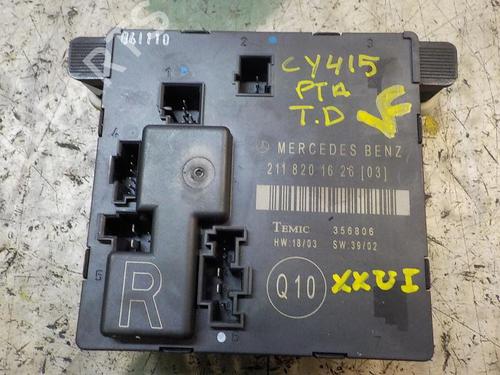 061110
1
2
3
CY415
PTA
T.D
MERCEDES BENZ
211 820 16 26 [03]
4
TEMIC 356806
HW:18/03 SW:39/02
5
R
Q10
XXVI
6